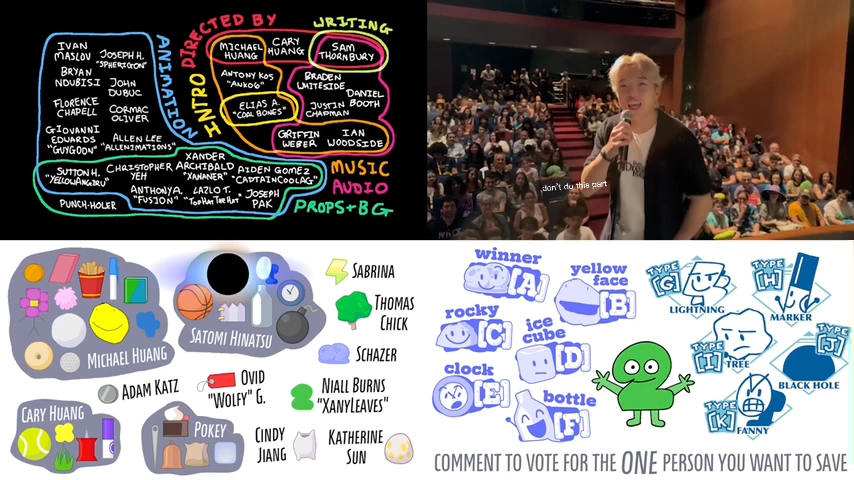 DIRECTED BY
WRITING
INTRO
ANIMATION
MICHAEL
HUANG
CARY
HUANG
SAM
THORNBURY
IVAN
MASLOV
JOSEPH H.
"SPHERIGON"
BRYAN
NDUBISI
JOHN
DUBUC
FLORENCE
CHAPELL
CORMAC
OLIVER
GIOVANNI
EDWARDS
"GUYGOON"
ALLEN LEE
"ALLENIMATIONS"
ANTONY KOS
"ANKOG"
BRADEN
WHITESIDE
DANIEL
BOOTH
ELIAS A.
"COAL BONES"
JUSTIN
CHAPMAN
GRIFFIN
WEBER
IAN
WOODSIDE
SUTTON H.
"YELLOWANGIRU"
CHRISTOPHER
YEH
XANDER
ARCHIBALD
"XANANER"
AIDEN GOMEZ
"CAPTAINCOOLAG"
PUNCH-HOLER
ANTHONY A.
"FUSION"
LAZLO T.
"TOPHATTHEHAT"
JOSEPH
PAK
MUSIC
AUDIO
PROPS+BG
don't do this part
MICHAEL HUANG
SATOMI HINATSU
SABRINA
THOMAS
CHICK
SCHAZER
ADAM KATZ
OVID
"WOLFY" G.
NIALL BURNS
"XANYLEAVES"
CARY HUANG
POKEY
CINDY
JIANG
KATHERINE
SUN
winner
[A]
yellow
face
[B]
rocky
[C]
ice
cube
[D]
clock
[E]
bottle
[F]
TYPE
[G]
LIGHTNING
TYPE
[H]
MARKER
TYPE
[I]
TREE
TYPE
[J]
BLACK HOLE
TYPE
[K]
FANNY
COMMENT TO VOTE FOR THE ONE PERSON YOU WANT TO SAVE